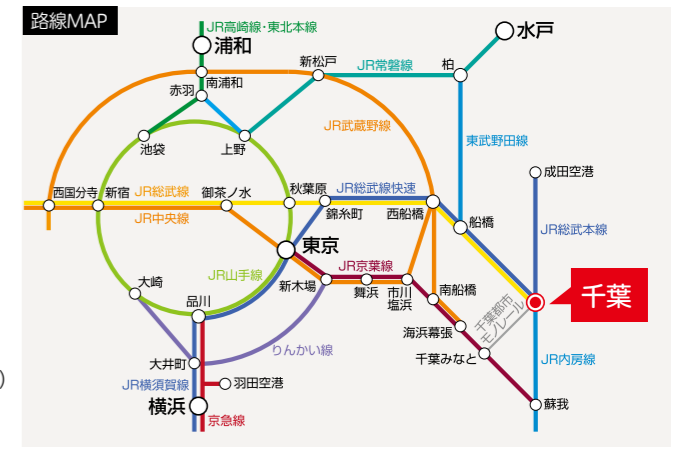 路線MAP
JR高崎線・東北本線
浦和
水戸
新松戸
JR常磐線
柏
南浦和
赤羽
JR武蔵野線
東武野田線
池袋
上野
成田空港
西国分寺
新宿
JR総武線
御茶ノ水
秋葉原
JR総武線快速
JR中央線
錦糸町
西船橋
船橋
JR総武本線
東京
JR山手線
JR京葉線
大崎
新木場
舞浜
市川
塩浜
南船橋
千葉
品川
千葉都市
モノレール
海浜幕張
りんかい線
千葉みなと
JR内房線
大井町
JR横須賀線
羽田空港
横浜
京急線
蘇我
)